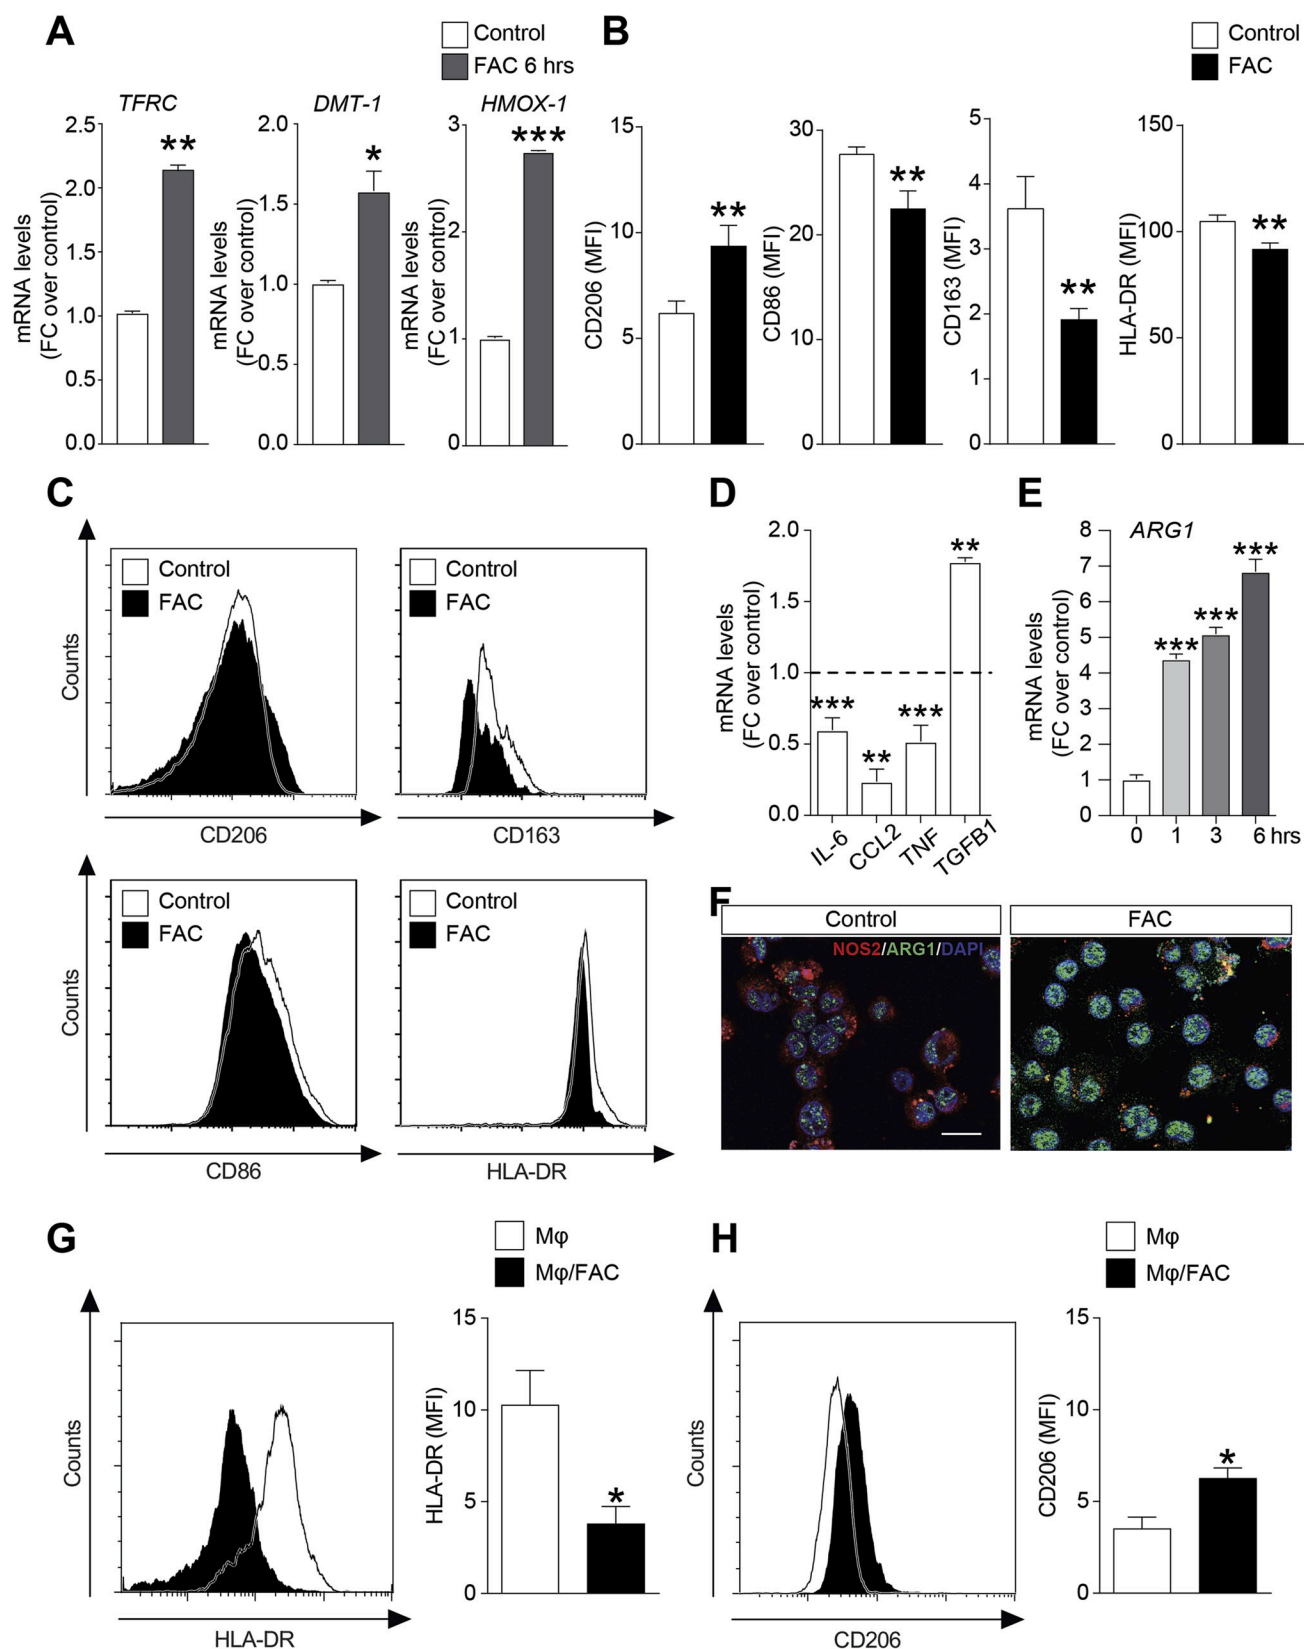 A
Control
FAC 6 hrs
TFRC
DMT-1
HMOX-1
mRNA levels
(FC over control)
2.5
2.0
1.5
1.0
0.5
0.0
**
mRNA levels
(FC over control)
2.0
1.5
1.0
0.5
0.0
*
mRNA levels
(FC over control)
3
2
1
0
***
B
Control
FAC
CD206 (MFI)
15
10
5
0
**
CD86 (MFI)
30
20
10
0
**
CD163 (MFI)
5
4
3
2
1
0
**
HLA-DR (MFI)
150
100
50
0
**
C
Control
FAC
Counts
CD206
Control
FAC
CD163
Control
FAC
Counts
CD86
Control
FAC
HLA-DR
D
mRNA levels
(FC over control)
2.0
1.5
1.0
0.5
0.0
***
**
***
**
IL-6
CCL2
TNF
TGFB1
E
ARG1
mRNA levels
(FC over control)
8
7
6
5
4
3
2
1
0
***
***
***
0 1 3 6 hrs
F
Control
FAC
NOS2/ARG1/DAPI
G
Mφ
Mφ/FAC
Counts
HLA-DR
HLA-DR (MFI)
15
10
5
0
*
H
Mφ
Mφ/FAC
Counts
CD206
CD206 (MFI)
15
10
5
0
*